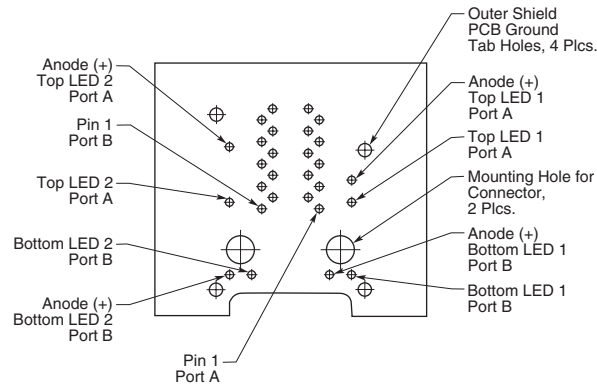 Outer Shield
PCB Ground
Tab Holes, 4 Plcs.
Anode (+)
Top LED 2
Port A
Anode (+)
Top LED 1
Port A
Pin 1
Port B
Top LED 1
Port A
Top LED 2
Port A
Mounting Hole for
Connector,
2 Plcs.
Bottom LED 2
Port B
Anode (+)
Bottom LED 1
Port B
Anode (+)
Bottom LED 2
Port B
Bottom LED 1
Port B
Pin 1
Port A